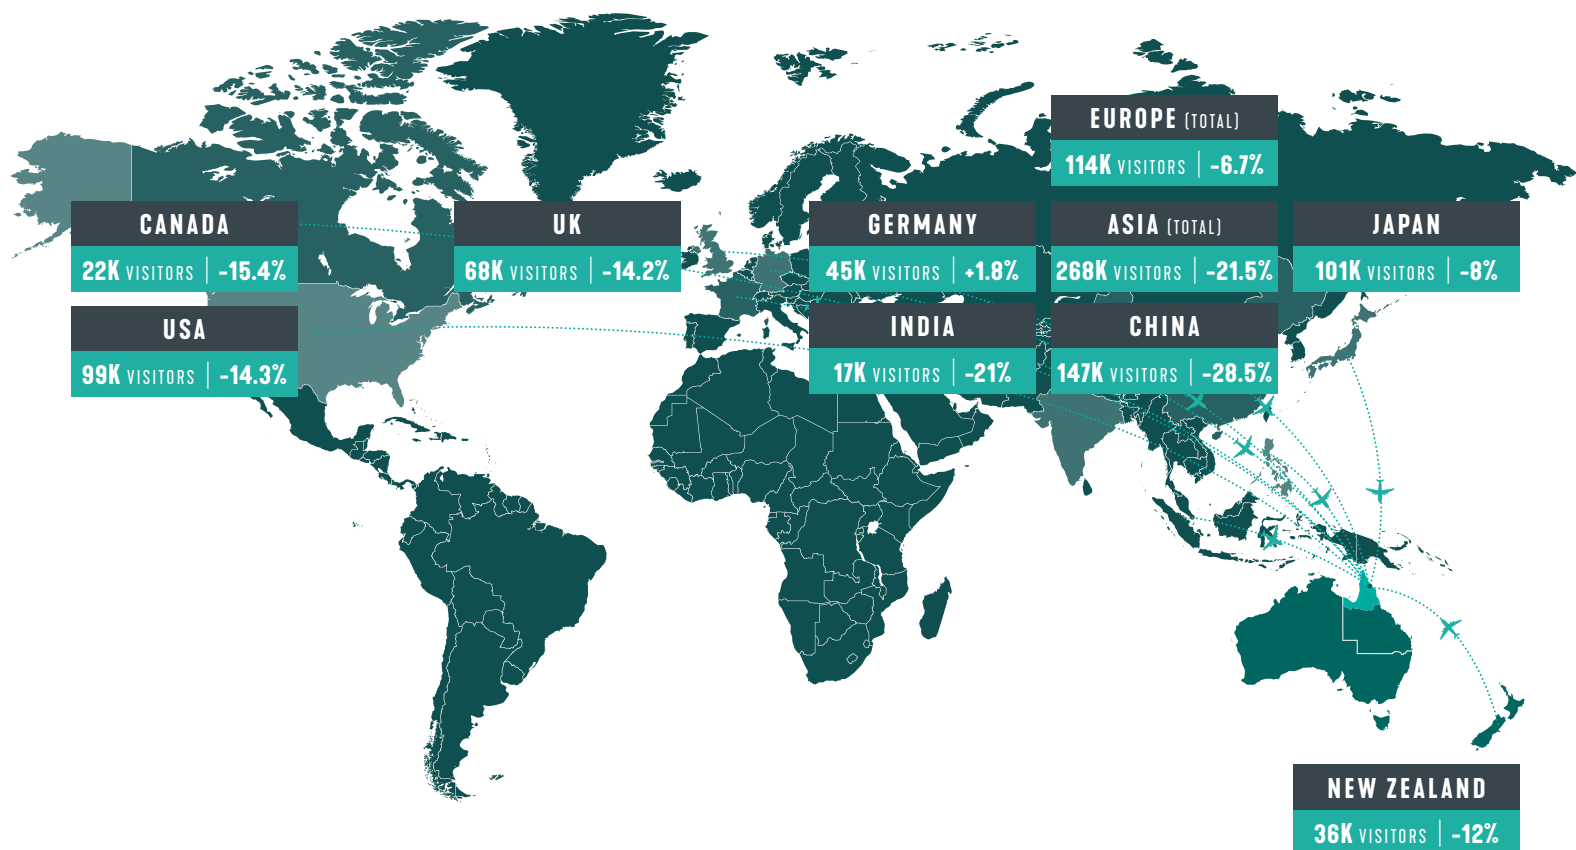 EUROPE (TOTAL)
114K VISITORS | -6.7%
CANADA
22K VISITORS | -15.4%
UK
68K VISITORS | -14.2%
GERMANY
45K VISITORS | +1.8%
ASIA (TOTAL)
268K VISITORS | -21.5%
JAPAN
101K VISITORS | -8%
USA
99K VISITORS | -14.3%
INDIA
17K VISITORS | -21%
CHINA
147K VISITORS | -28.5%
NEW ZEALAND
36K VISITORS | -12%